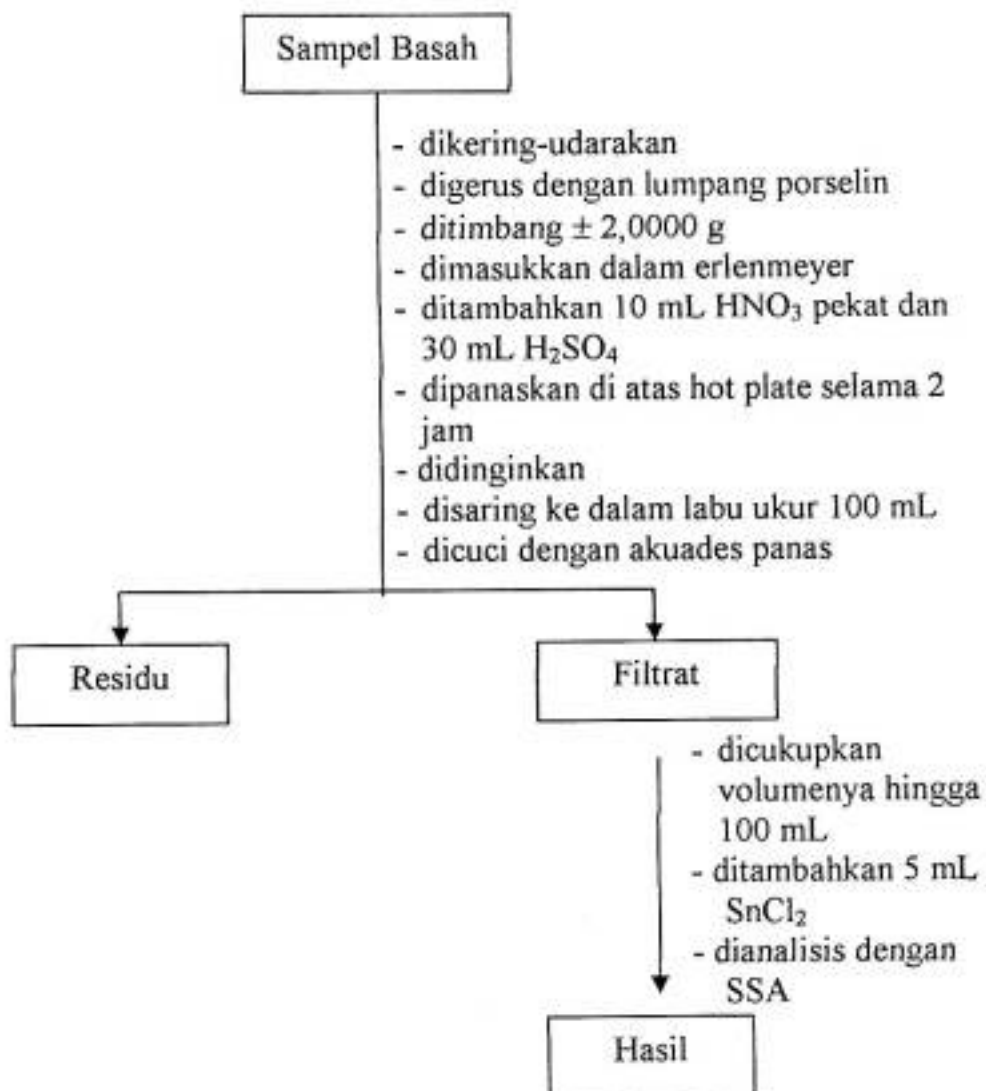 Sampel Basah
- dikering-udarakan
- digerus dengan lumpang porselin
- ditimbang ± 2,0000 g
- dimasukkan dalam erlenmeyer
- ditambahkan 10 mL HNO₃ pekat dan
30 mL H₂SO₄
- dipanaskan di atas hot plate selama 2
jam
- didinginkan
- disaring ke dalam labu ukur 100 mL
- dicuci dengan akuades panas
Residu
Filtrat
- dicukupkan
volumenya hingga
100 mL
- ditambahkan 5 mL
SnCl₂
- dianalisis dengan
SSA
Hasil